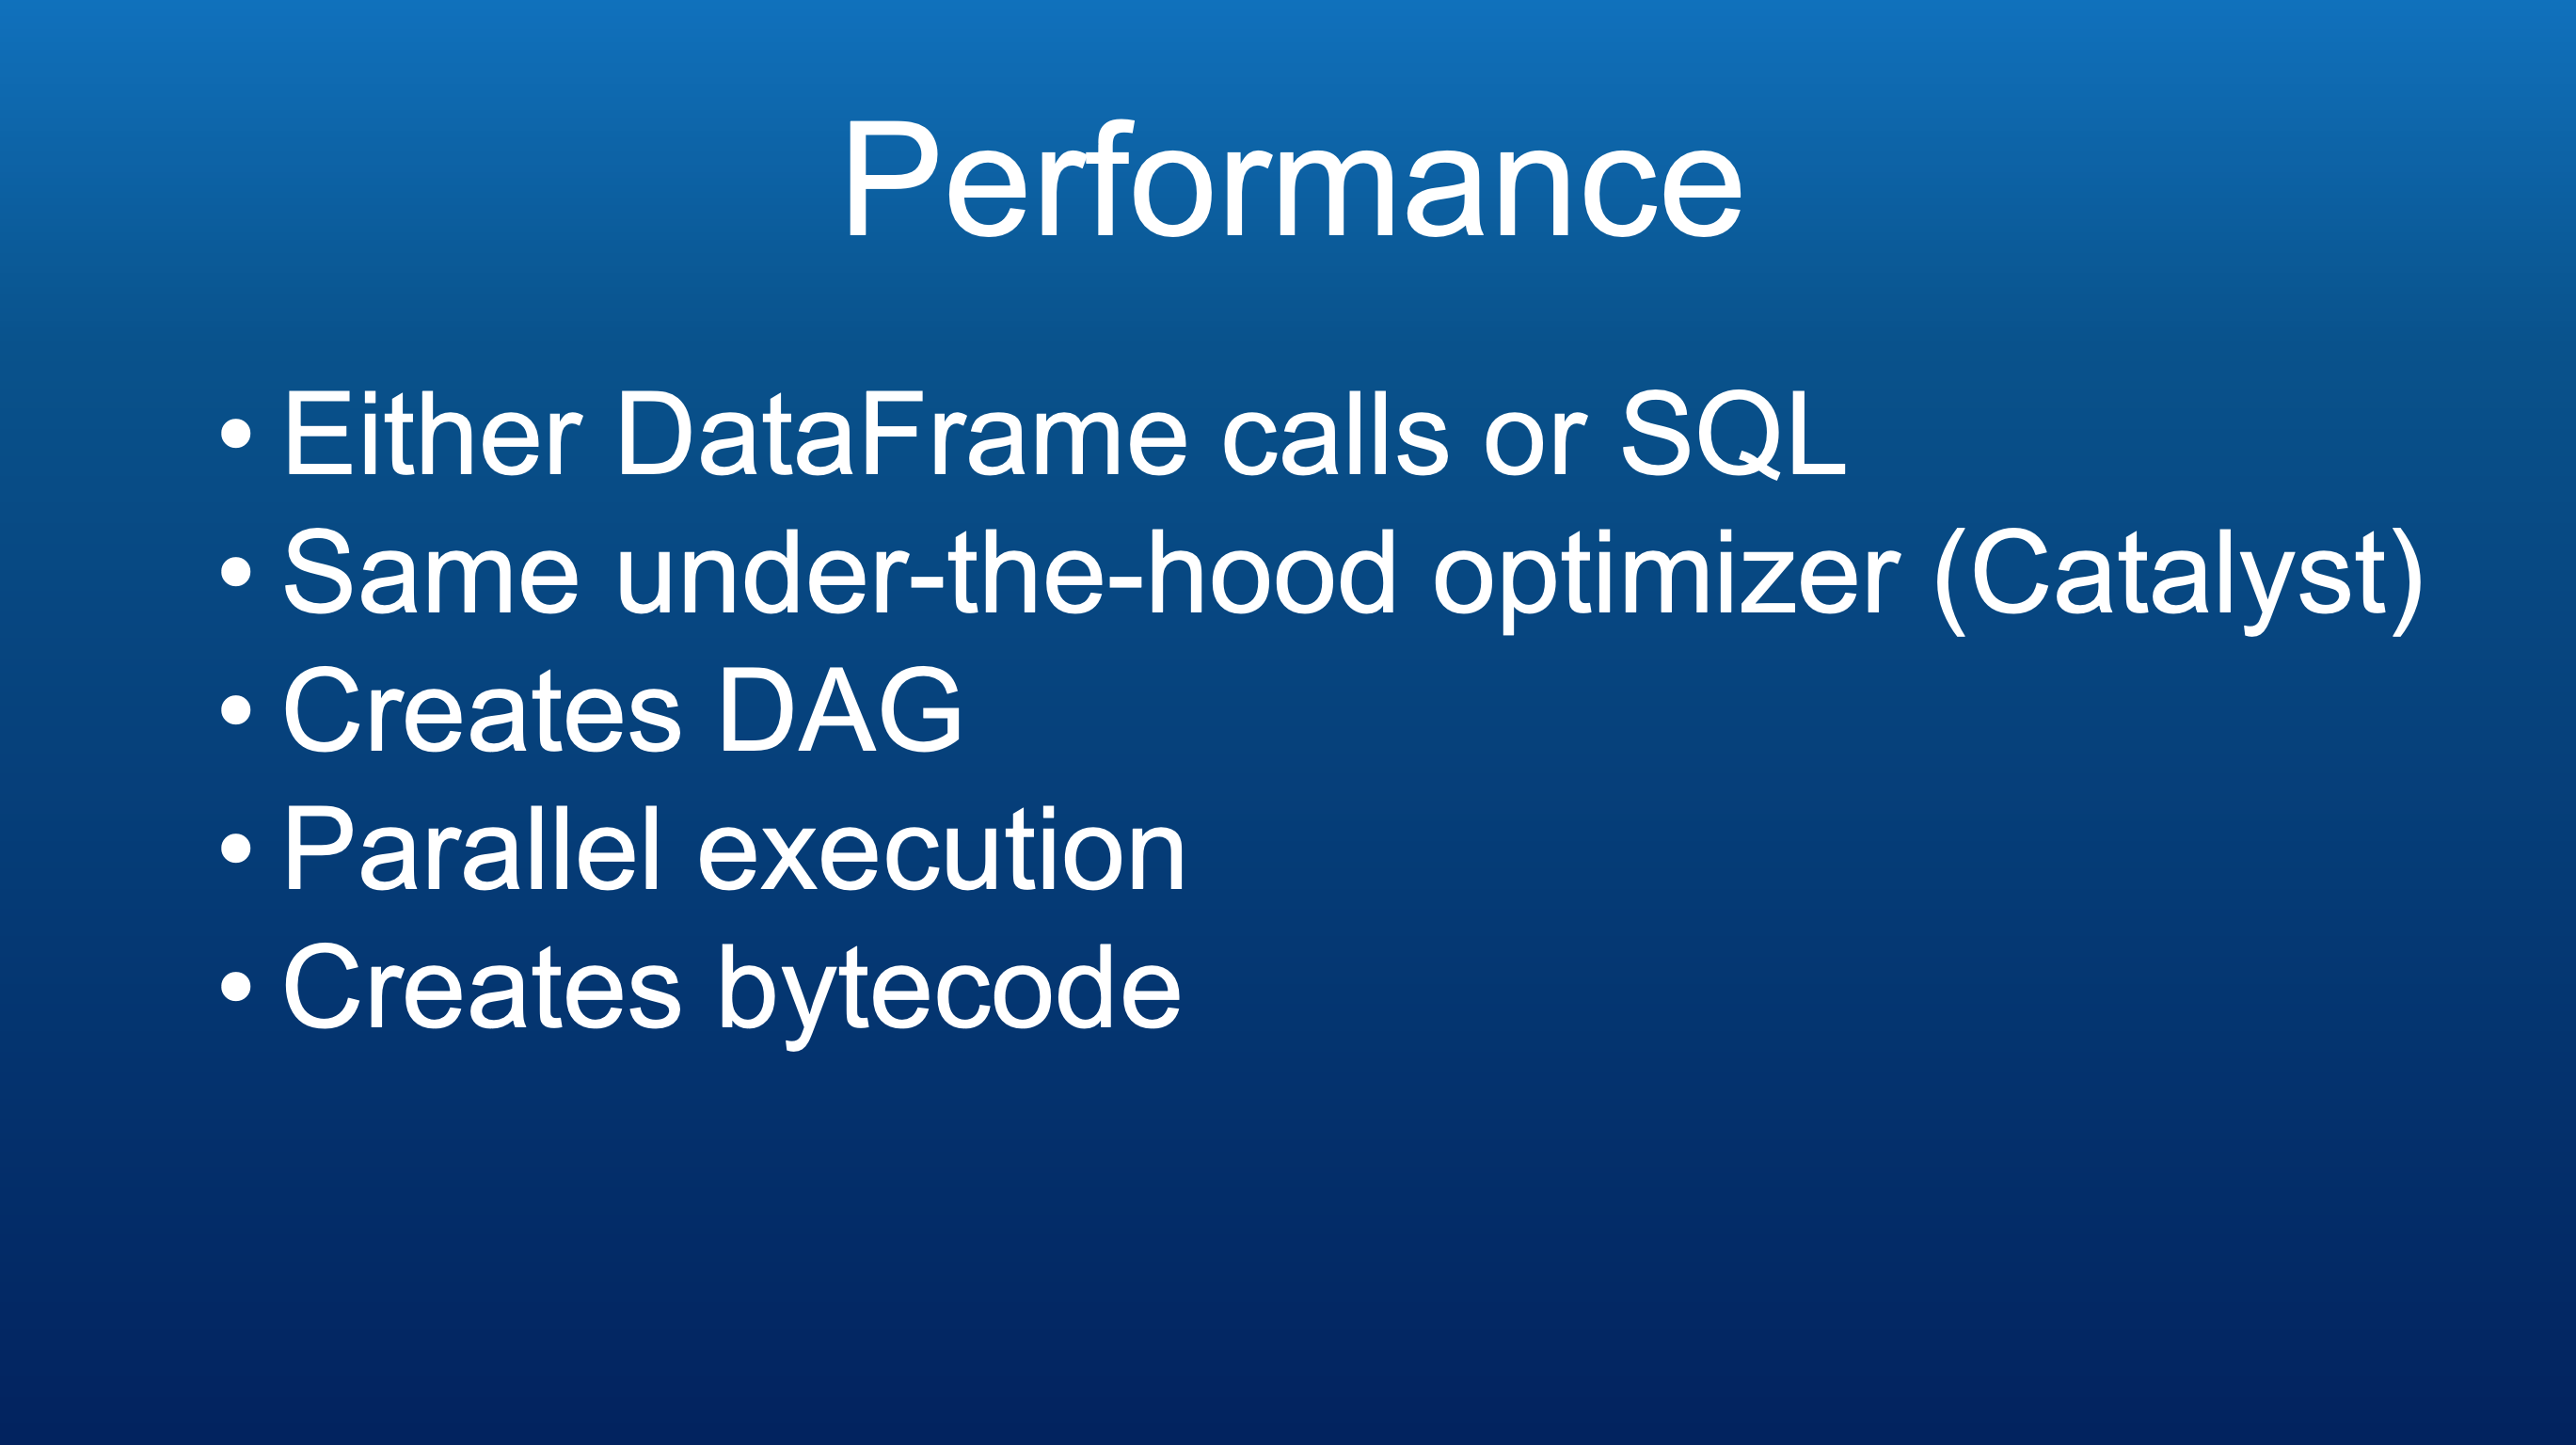 Performance
• Either DataFrame calls or SQL
• Same under-the-hood optimizer (Catalyst)
• Creates DAG
• Parallel execution
• Creates bytecode